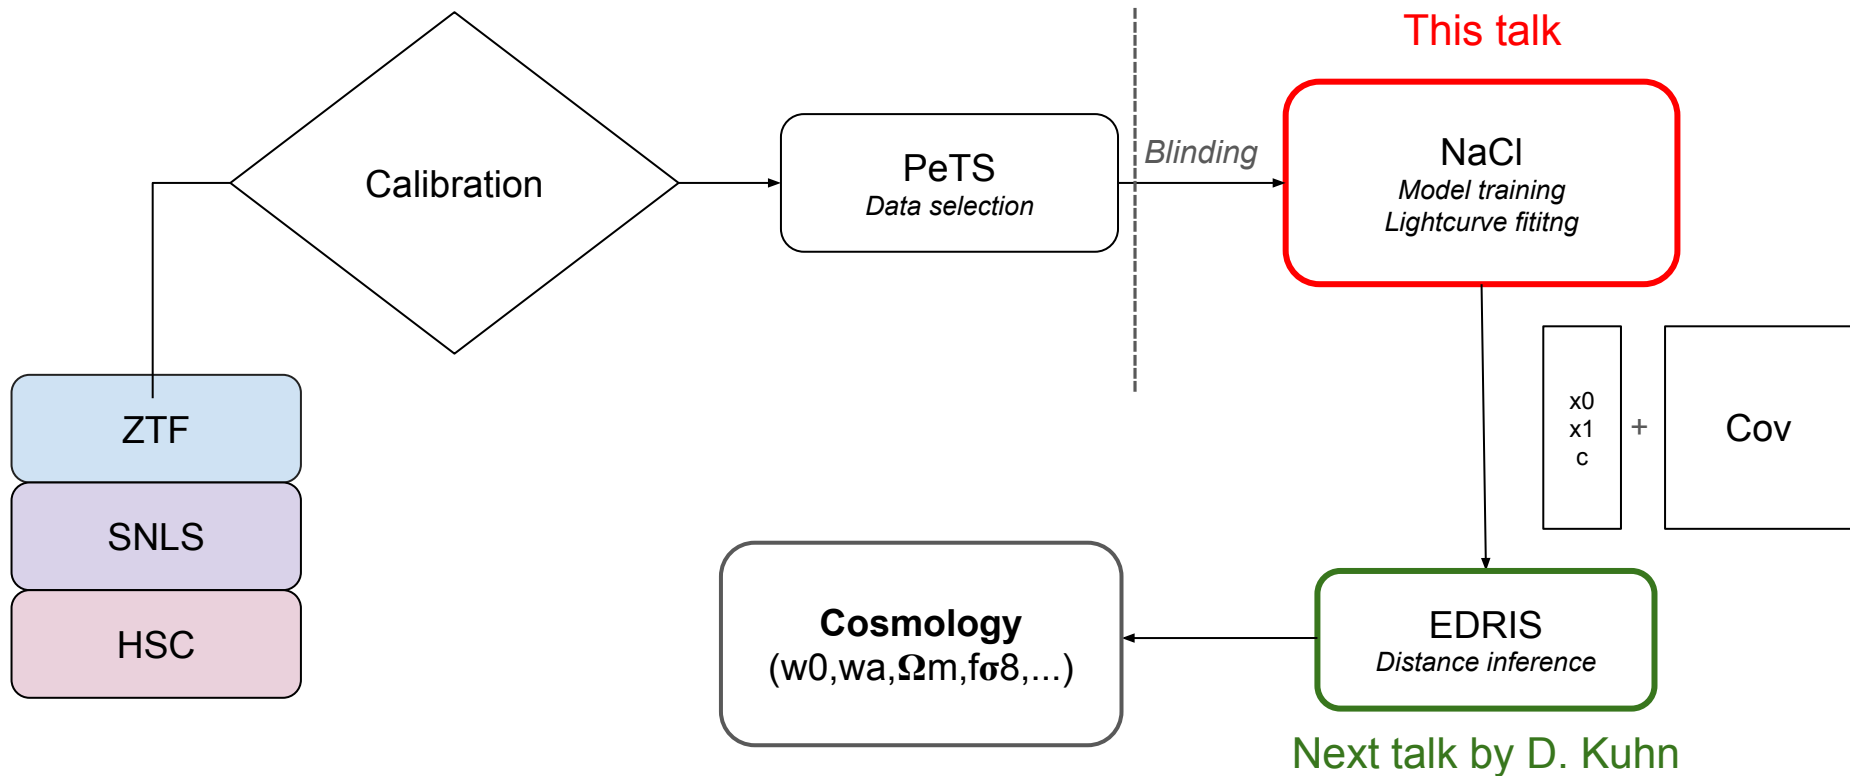 This talk
Calibration
PeTS
Data selection
Blinding
NaCl
Model training
Lightcurve fititng
ZTF
SNLS
HSC
x0
x1
c
+
Cov
EDRIS
Distance inference
Cosmology
(w0,wa,Ωm,fσ8,...)
Next talk by D. Kuhn